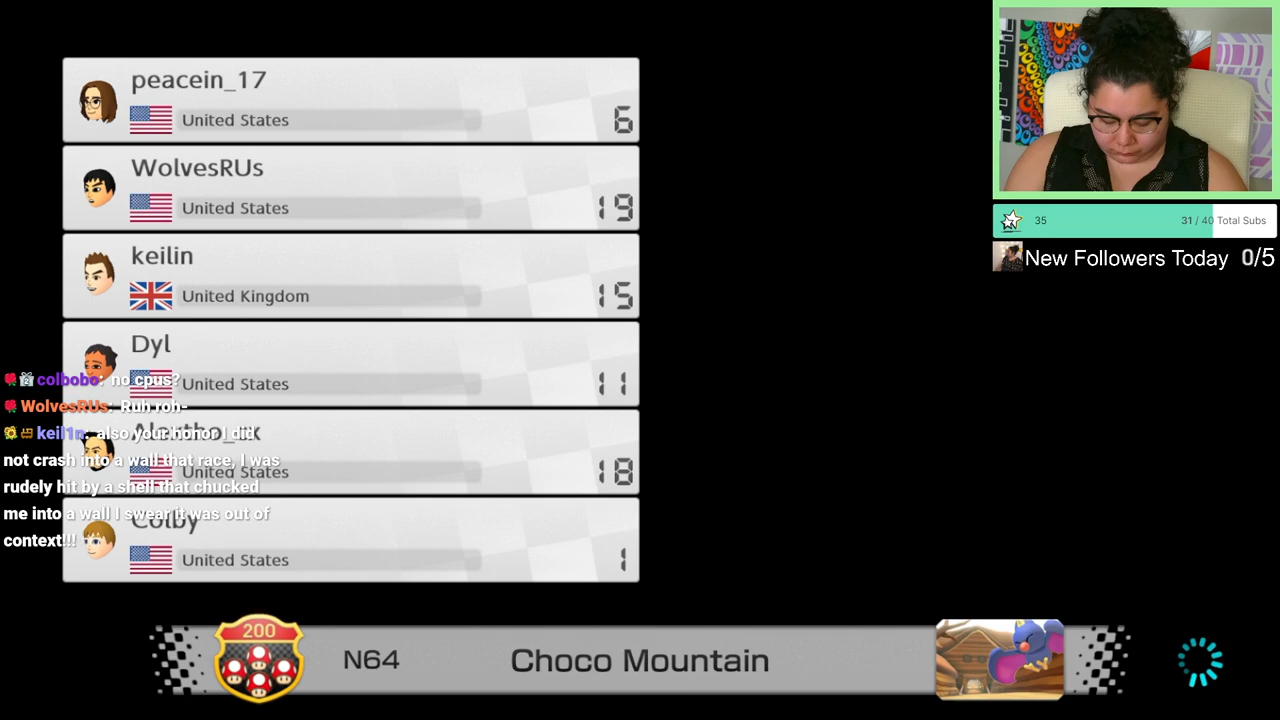 peacein_17
United States
6
WolvesRUs
United States
19
keilin
United Kingdom
15
Dyl
United States
11
United States
18
Colby
United States
1
colbobo: no cpus?
WolvesRUs: Ruh roh-
keil1n: also your honor I did
not crash into a wall that race, I was
rudely hit by a shell that chucked
me into a wall I swear it was out of
context!!!
200
N64
Choco Mountain
35
31 / 40 Total Subs
New Followers Today 0/5